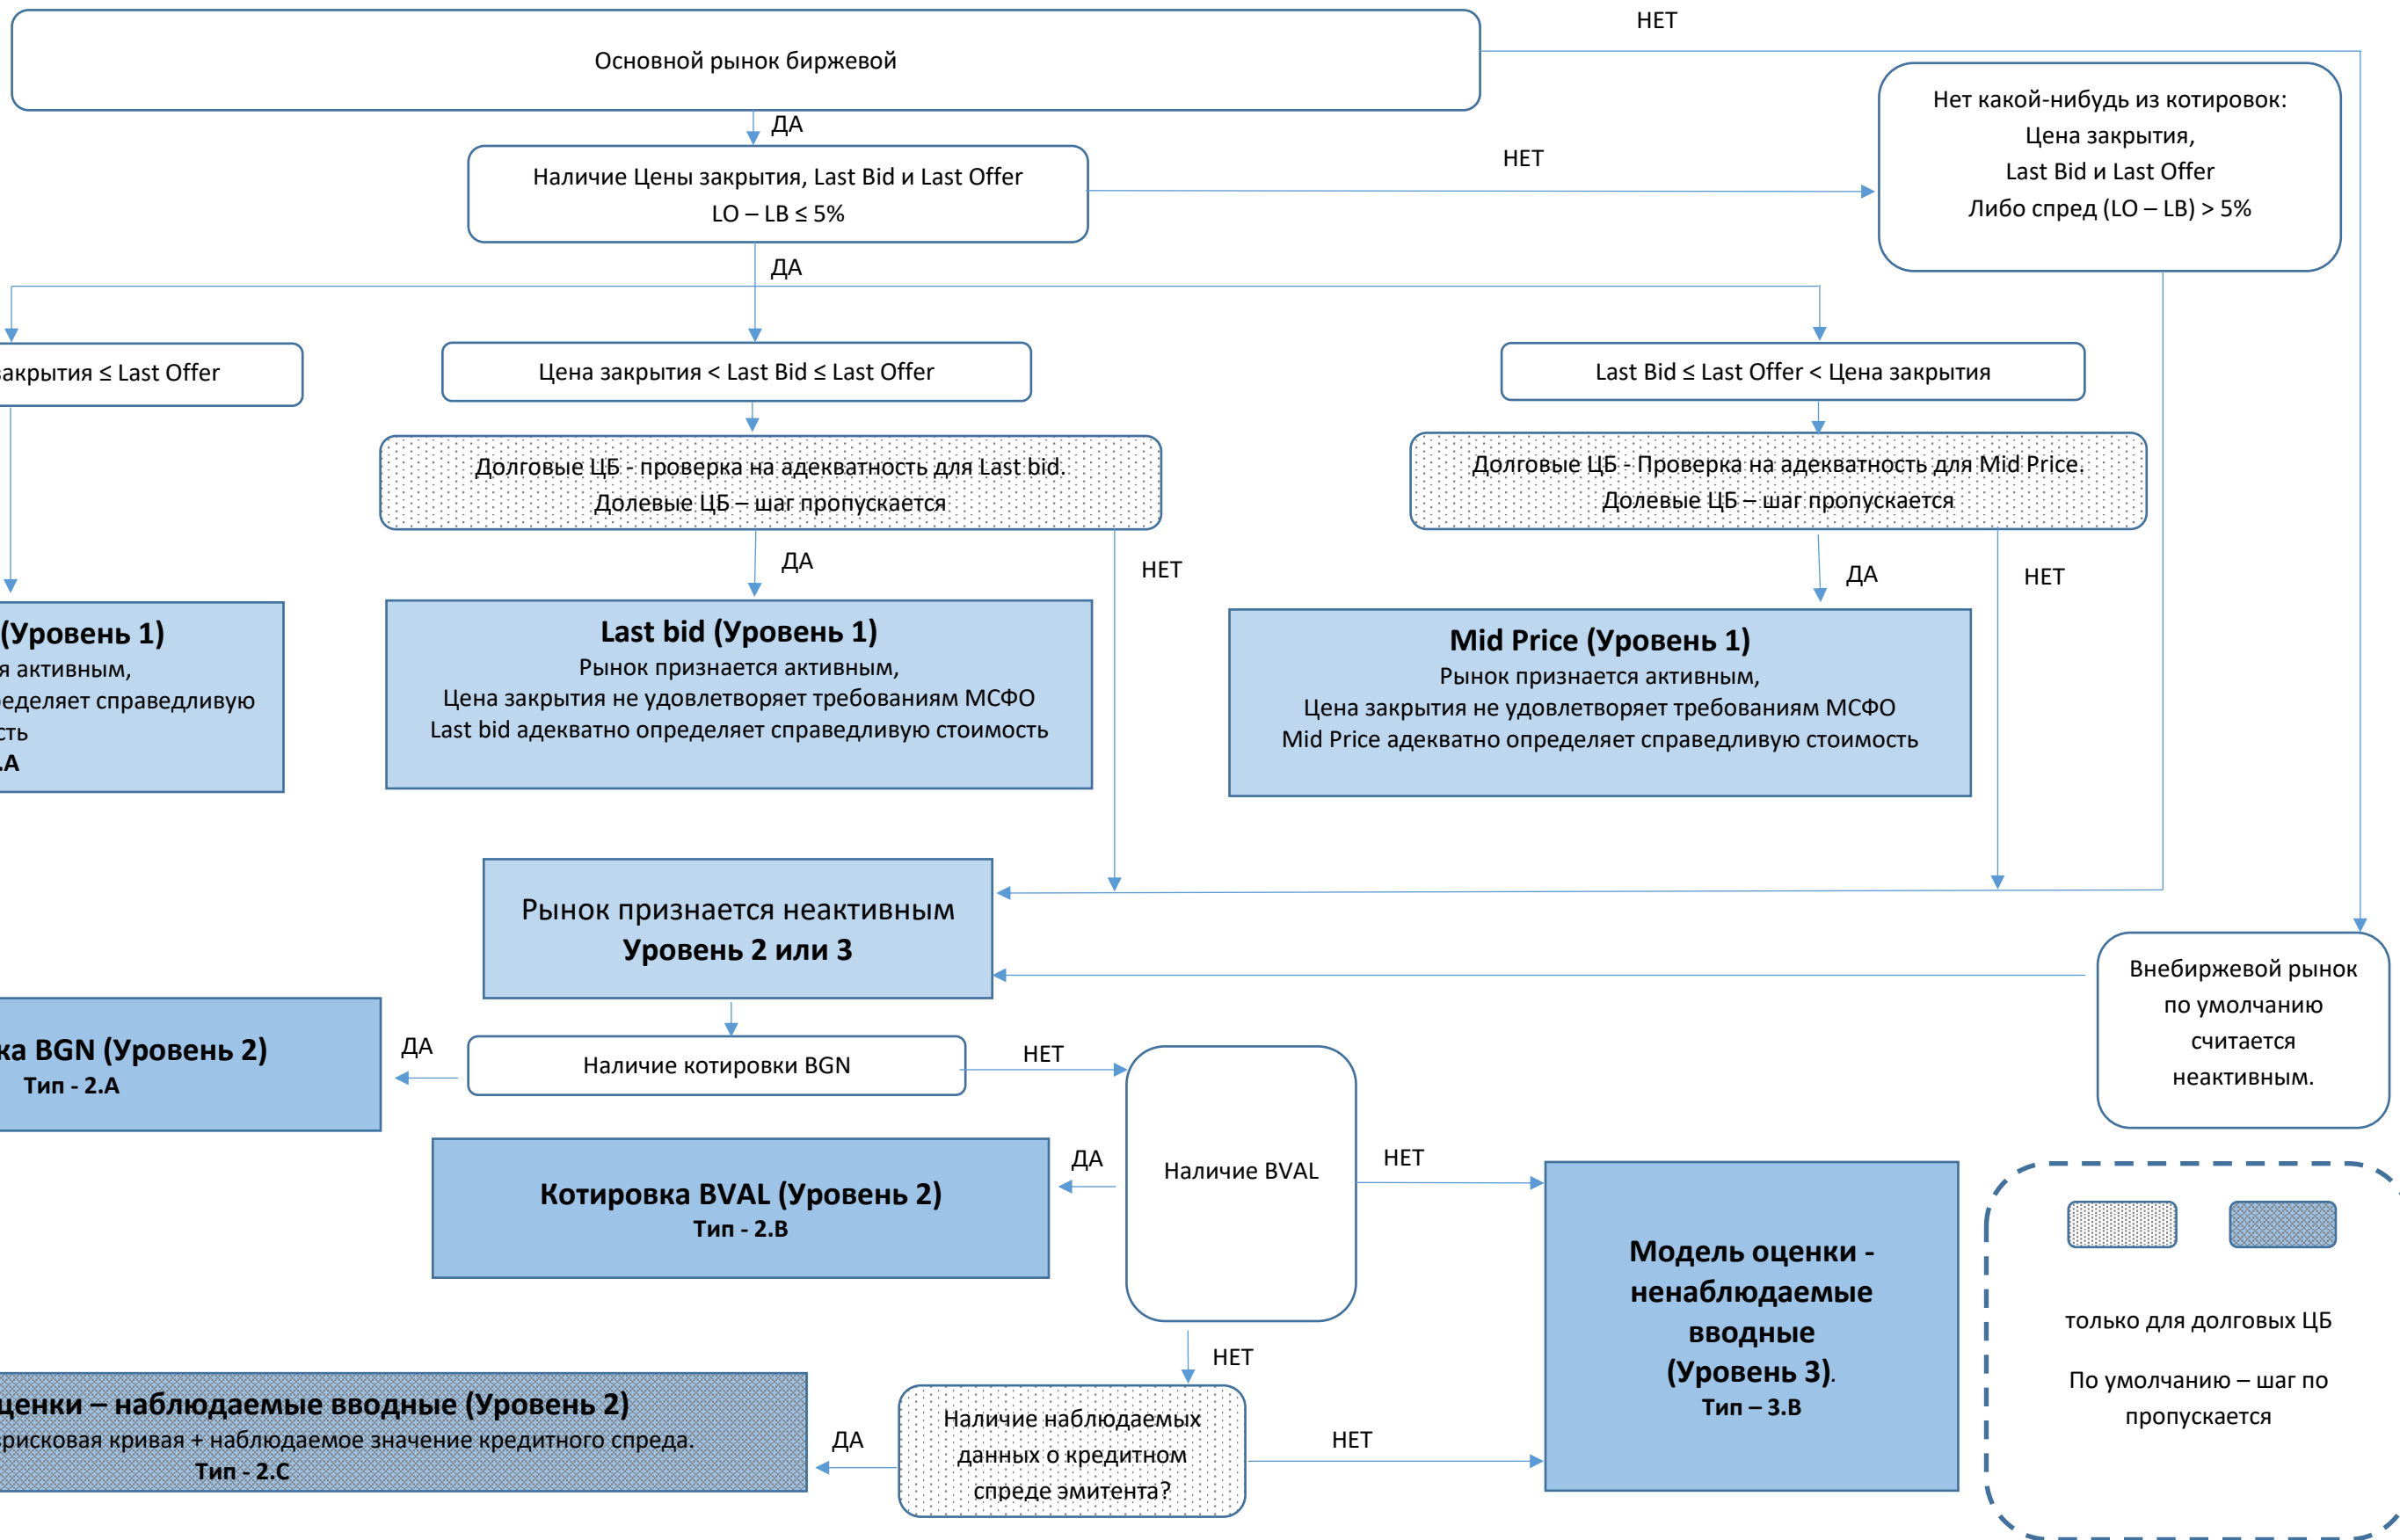 НЕТ
Основной рынок биржевой
Нет какой-нибудь из котировок:
Цена закрытия,
Last Bid и Last Offer
Либо спред (LO – LB) > 5%
ДА
Наличие Цены закрытия, Last Bid и Last Offer
LO – LB ≤ 5%
НЕТ
ДА
закрытия ≤ Last Offer
Цена закрытия < Last Bid ≤ Last Offer
Last Bid ≤ Last Offer < Цена закрытия
Долговые ЦБ - проверка на адекватность для Last bid.
Долевые ЦБ – шаг пропускается
Долговые ЦБ - Проверка на адекватность для Mid Price.
Долевые ЦБ – шаг пропускается
ДА
НЕТ
ДА
НЕТ
(Уровень 1)
я активным,
ределяет справедливую
сть
.А
Last bid (Уровень 1)
Рынок признается активным,
Цена закрытия не удовлетворяет требованиям МСФО
Last bid адекватно определяет справедливую стоимость
Mid Price (Уровень 1)
Рынок признается активным,
Цена закрытия не удовлетворяет требованиям МСФО
Mid Price адекватно определяет справедливую стоимость
Рынок признается неактивным
Уровень 2 или 3
Внебиржевой рынок
по умолчанию
считается
неактивным.
ка BGN (Уровень 2)
Тип - 2.А
ДА
Наличие котировки BGN
НЕТ
Котировка BVAL (Уровень 2)
Тип - 2.В
ДА
Наличие BVAL
НЕТ
Модель оценки -
ненаблюдаемые
вводные
(Уровень 3).
Тип – 3.В
только для долговых ЦБ
По умолчанию – шаг по
пропускается
НЕТ
ценки – наблюдаемые вводные (Уровень 2)
рисковая кривая + наблюдаемое значение кредитного спреда.
Тип - 2.С
ДА
Наличие наблюдаемых
данных о кредитном
спреде эмитента?
НЕТ